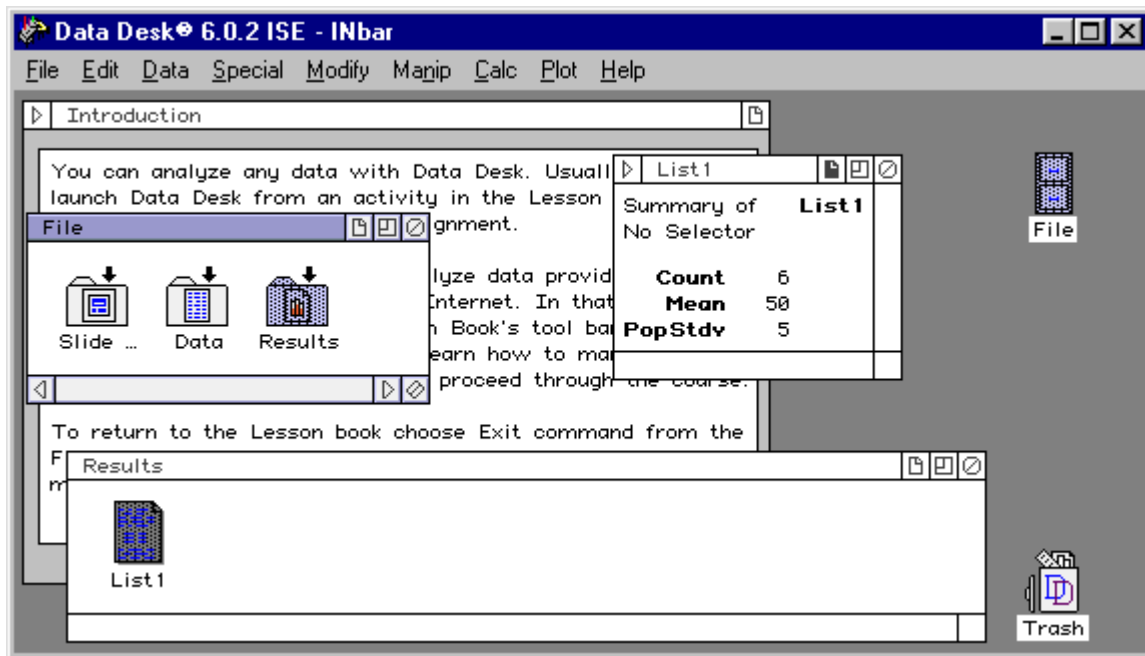 Data Desk® 6.0.2 ISE - INbar
File Edit Data Special Modify Manip Calc Plot Help
Introduction
You can analyze any data with Data Desk.
launch Data Desk from an activity in the Lesson
gnment.
lyze data provid
Internet. In that
n Book's tool bar
earn how to
proceed through the course.
To return to the Lesson book choose Exit command from the
File
Slide ...
Data
Results
List1
Summary of List1
No Selector
Count 6
Mean 50
PopStdv 5
File
Results
List1
Trash